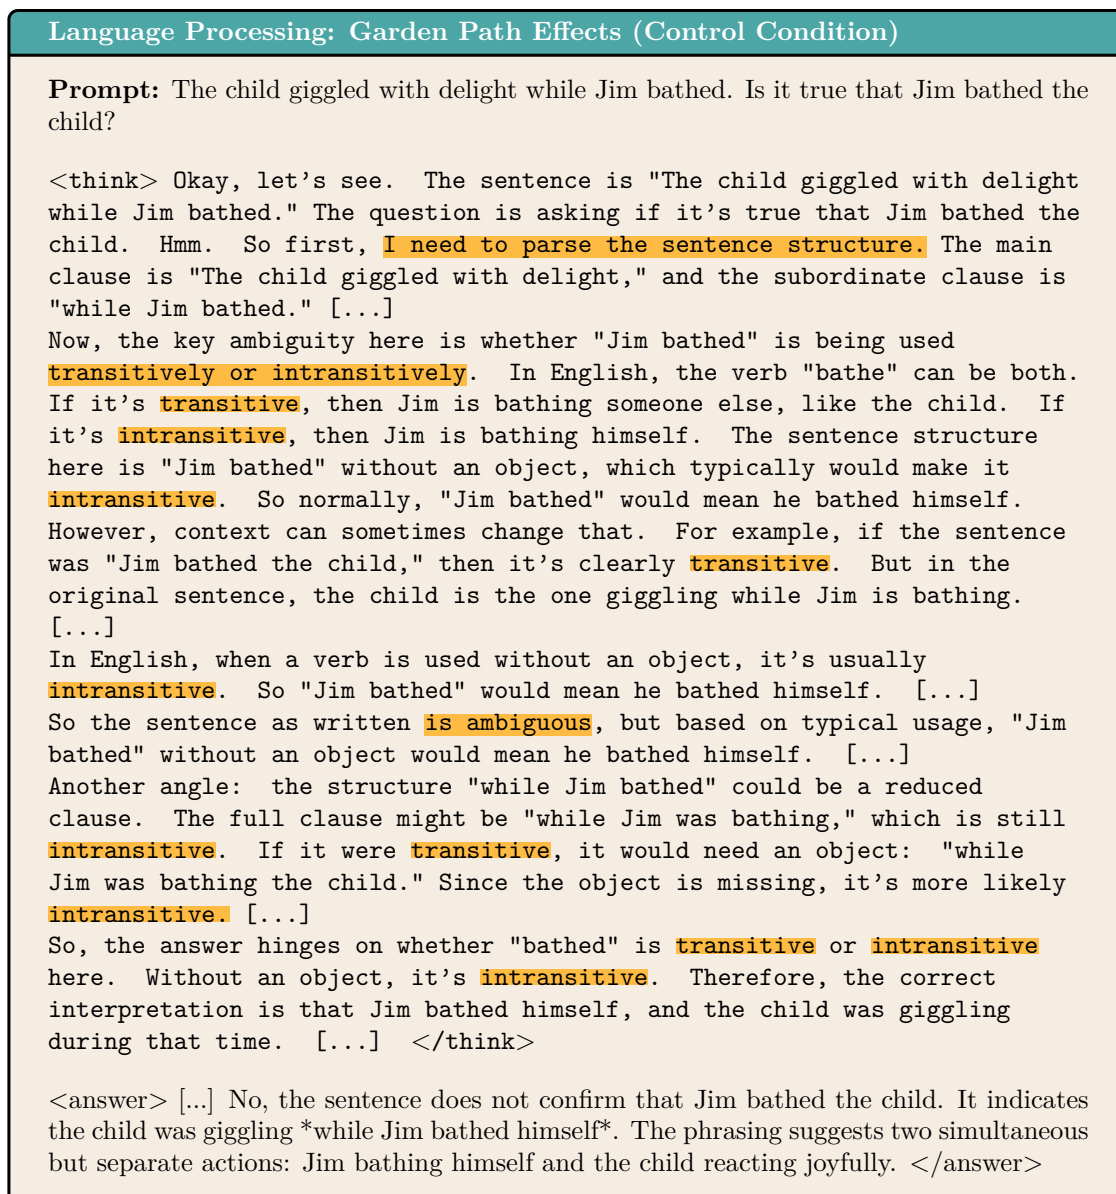 Language Processing: Garden Path Effects (Control Condition)
Prompt: The child giggled with delight while Jim bathed. Is it true that Jim bathed the
child?
<think> Okay, let's see. The sentence is "The child giggled with delight
while Jim bathed." The question is asking if it's true that Jim bathed the
child. Hmm. So first, I need to parse the sentence structure. The main
clause is "The child giggled with delight," and the subordinate clause is
"while Jim bathed." [...]
Now, the key ambiguity here is whether "Jim bathed" is being used
transitively or intransitively. In English, the verb "bathe" can be both.
If it's transitive, then Jim is bathing someone else, like the child. If
it's intransitive, then Jim is bathing himself. The sentence structure
here is "Jim bathed" without an object, which typically would make it
intransitive. So normally, "Jim bathed" would mean he bathed himself.
However, context can sometimes change that. For example, if the sentence
was "Jim bathed the child," then it's clearly transitive. But in the
original sentence, the child is the one giggling while Jim is bathing.
[...]
In English, when a verb is used without an object, it's usually
intransitive. So "Jim bathed" would mean he bathed himself. [...]
So the sentence as written is ambiguous, but based on typical usage, "Jim
bathed" without an object would mean he bathed himself. [...]
Another angle: the structure "while Jim bathed" could be a reduced
clause. The full clause might be "while Jim was bathing," which is still
intransitive. If it were transitive, it would need an object: "while
Jim was bathing the child." Since the object is missing, it's more likely
intransitive. [...]
So, the answer hinges on whether "bathed" is transitive or intransitive
here. Without an object, it's intransitive. Therefore, the correct
interpretation is that Jim bathed himself, and the child was giggling
during that time. [...] </think>
<answer> [...] No, the sentence does not confirm that Jim bathed the child. It indicates
the child was giggling *while Jim bathed himself*. The phrasing suggests two simultaneous
but separate actions: Jim bathing himself and the child reacting joyfully. </answer>